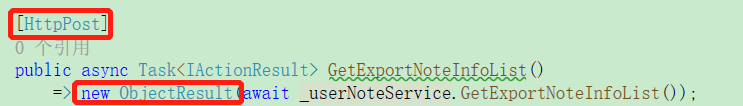 [HttpPost]
0 个引用
public async Task<IActionResult> GetExportNoteInfoList()
=> new ObjectResult(await _userNoteService.GetExportNoteInfoList());